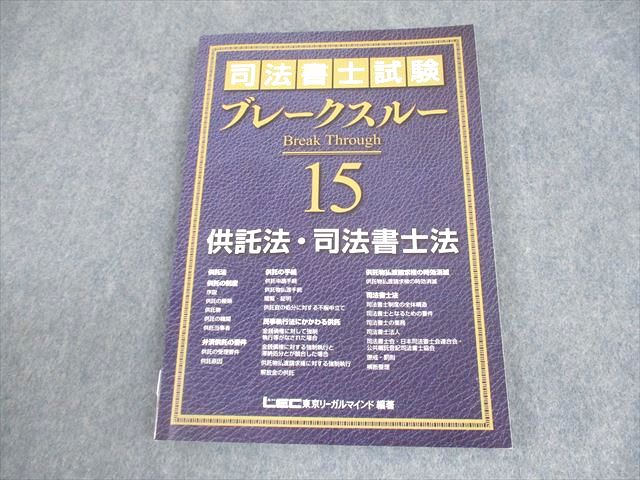 司法書士試験
ブレークスルー
Break Through
15
供託法・司法書士法
供託法
供託の制度
序説
供託の種類
供託物
供託の機関
供託当事者
弁済供託の要件
供託の受理要件
供託原因
供託の手続
供託申請手続
供託物払渡手続
閲覧・証明
供託官の処分に対する不服申立て
民事執行法にかかわる供託
金銭債権に対して強制
執行等がなされた場合
金銭債権に対する強制執行と
滞納処分とが競合した場合
供託物払渡請求権に対する強制執行
解放金の供託
供託物払渡請求権の時効消滅
供託物払渡請求権の時効消滅
司法書士法
司法書士制度の全体構造
司法書士となるための要件
司法書士の業務
司法書士法人
司法書士会・日本司法書士会連合会・
公共嘱託登記司法書士協会
懲戒・罰則
横断整理
LEC東京リーガルマインド 編著